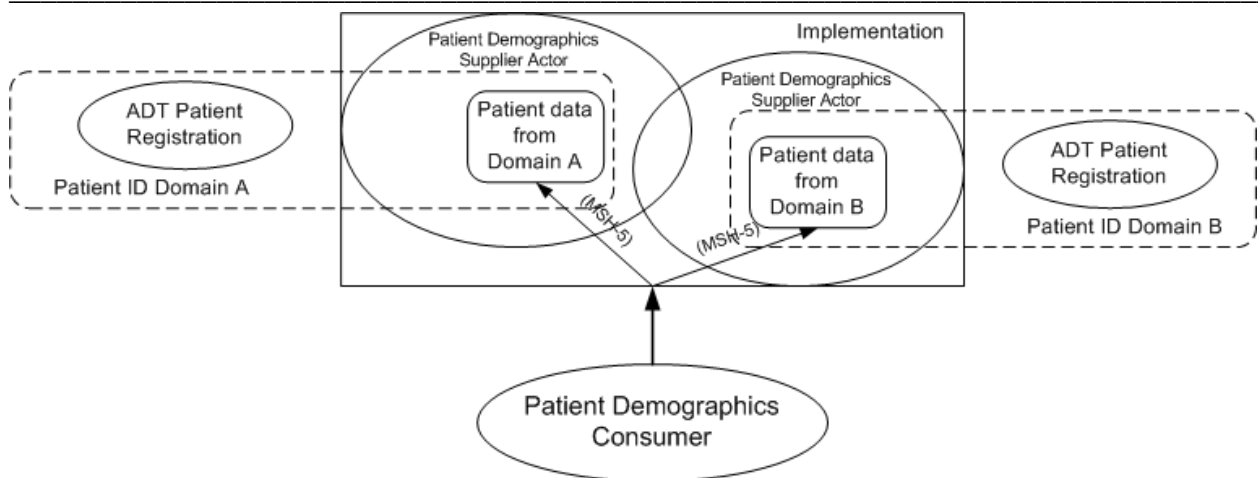 Implementation
Patient Demographics
Supplier Actor
Patient Demographics
Supplier Actor
ADT Patient
Registration
Patient ID Domain A
Patient data
from
Domain A
Patient data
from
Domain B
ADT Patient
Registration
Patient ID Domain B
(MSH-5)
(MSH-5)
Patient Demographics
Consumer